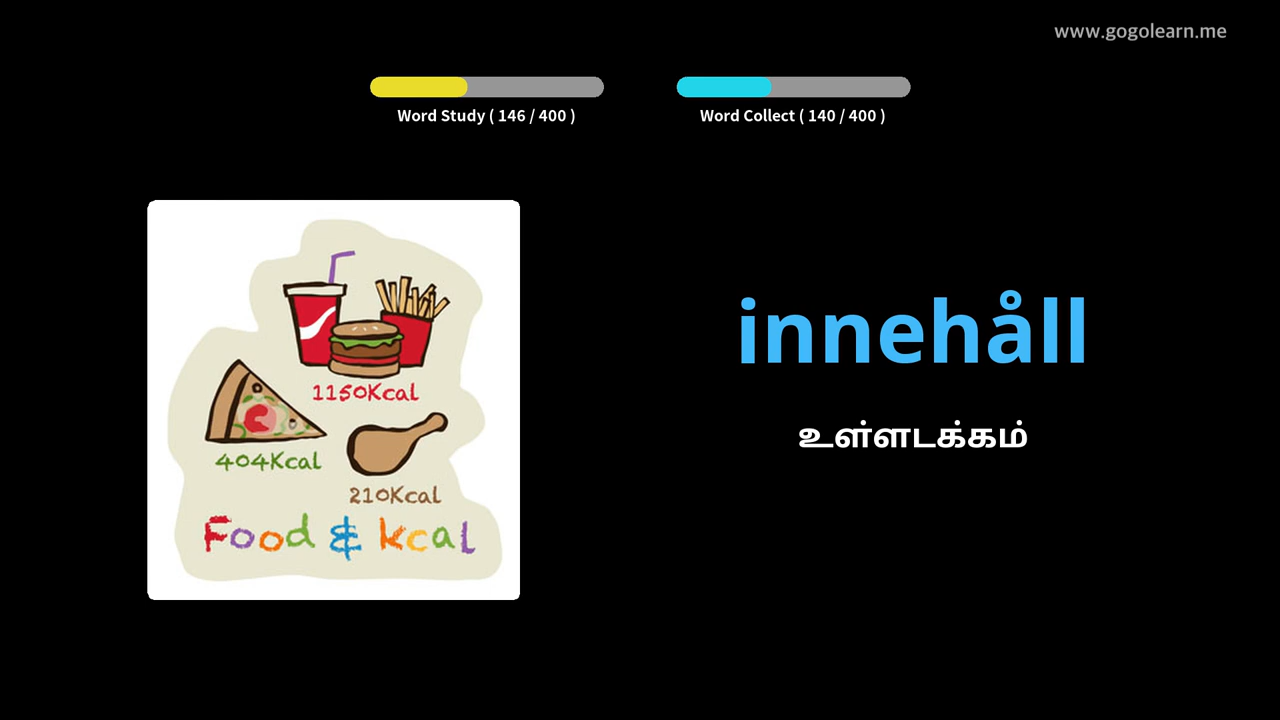 www.gogolearn.me
Word Study ( 146 / 400 )
Word Collect ( 140 / 400 )
1150Kcal
404Kcal
210Kcal
Food & kcal
innehåll
உள்ளடக்கம்